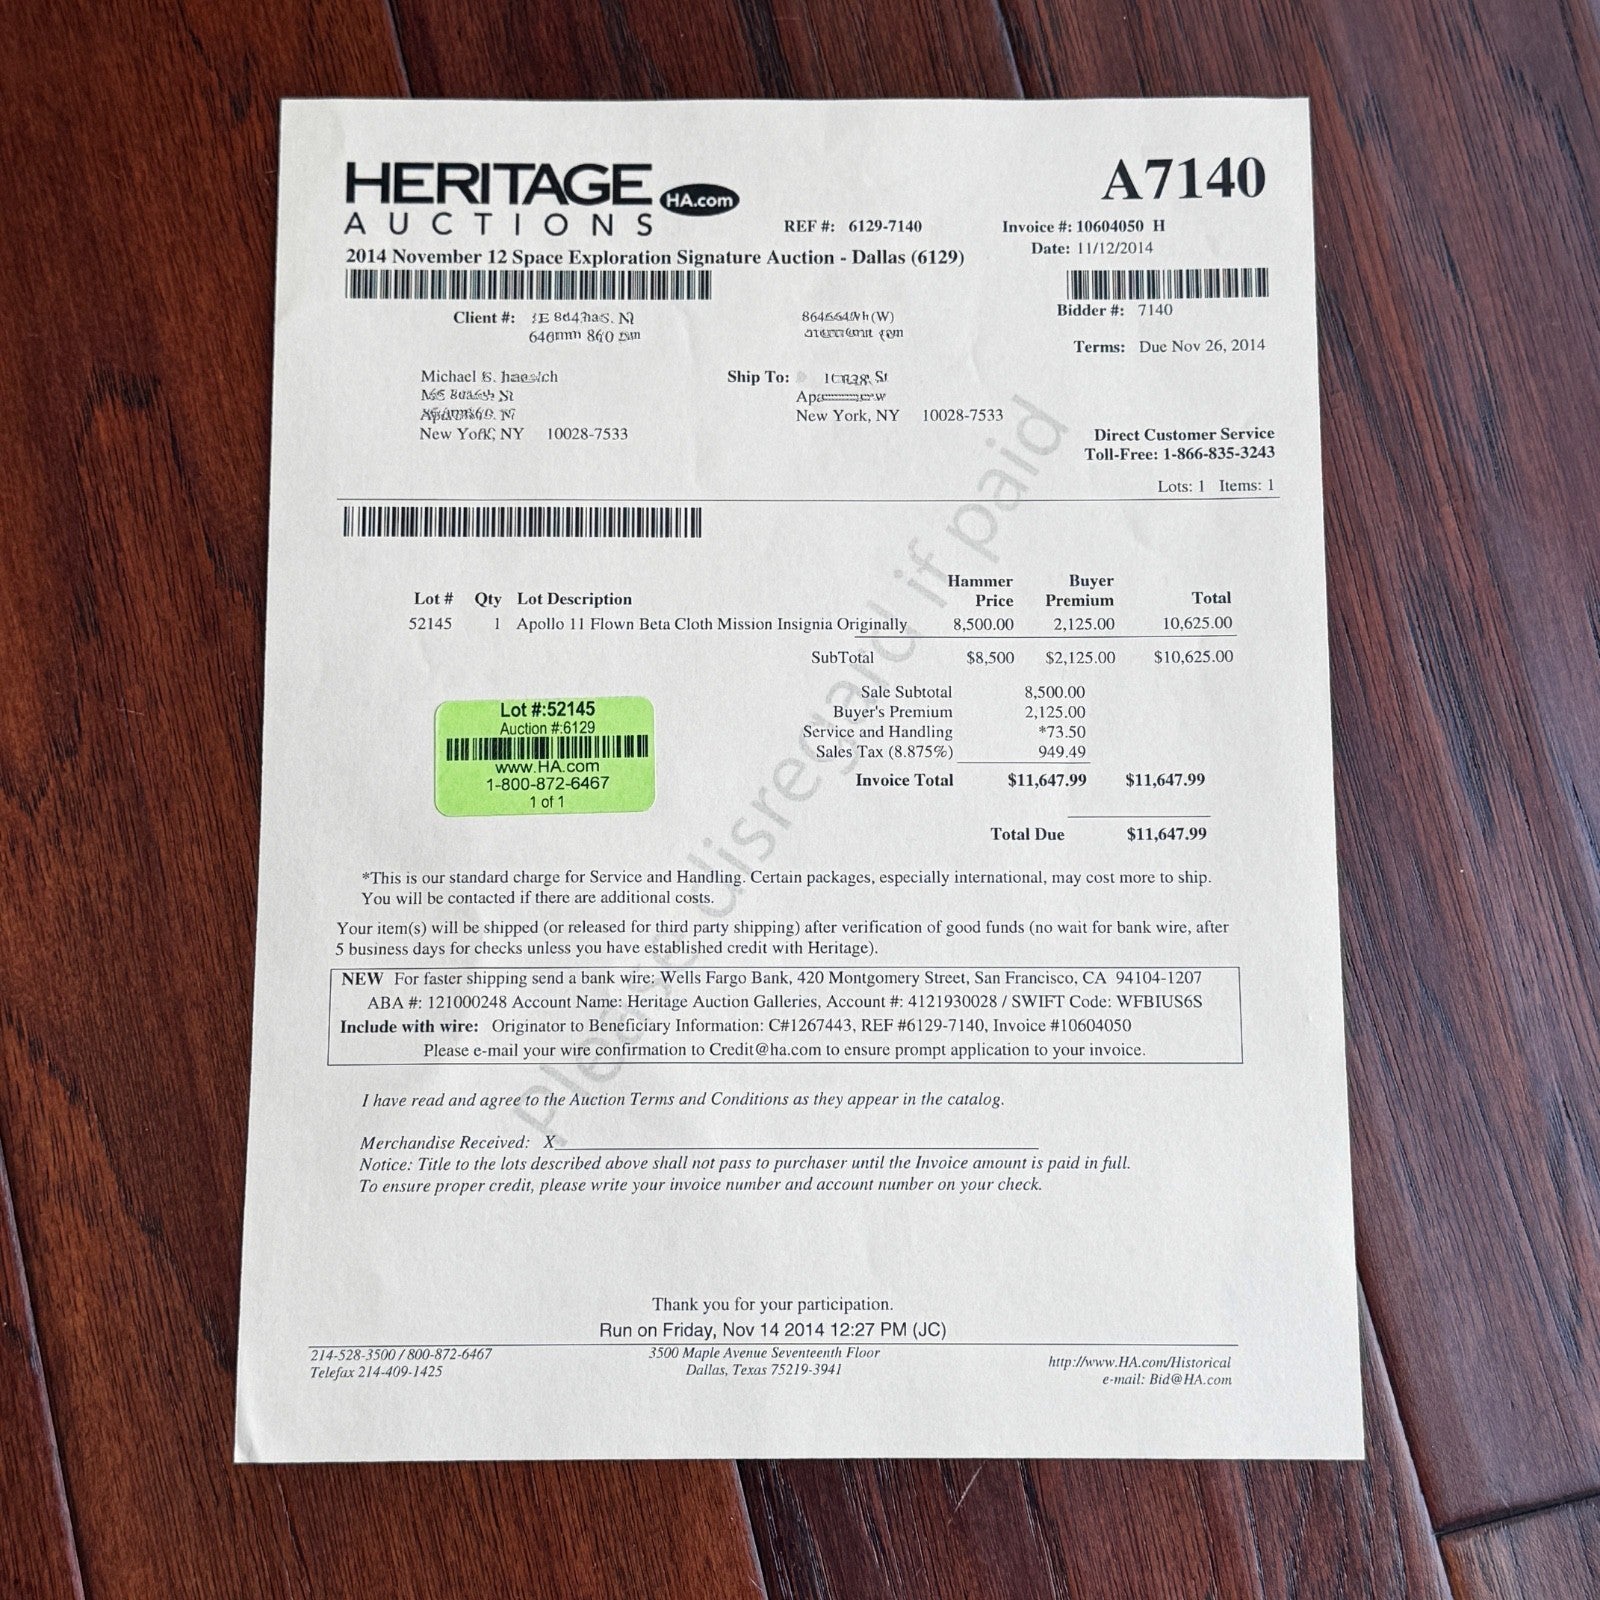 HERITAGE HA.com
AUCTIONS
A7140
REF #: 6129-7140
Invoice #: 10604050 H
Date: 11/12/2014
2014 November 12 Space Exploration Signature Auction - Dallas (6129)
Client #:
(W)
Bidder #: 7140
Terms: Due Nov 26, 2014
Michael
New York, NY 10028-7533
Ship To:
New York, NY 10028-7533
Direct Customer Service
Toll-Free: 1-866-835-3243
Lots: 1 Items: 1
Lot # Qty Lot Description Hammer Price Buyer Premium Total
52145 1 Apollo 11 Flown Beta Cloth Mission Insignia Originally 8,500.00 2,125.00 10,625.00
SubTotal $8,500 $2,125.00 $10,625.00
Sale Subtotal 8,500.00
Buyer's Premium 2,125.00
Service and Handling *73.50
Sales Tax (8.875%) 949.49
Invoice Total $11,647.99 $11,647.99
Total Due $11,647.99
Lot #:52145
Auction #:6129
www.HA.com
1-800-872-6467
1 of 1
*This is our standard charge for Service and Handling. Certain packages, especially international, may cost more to ship.
You will be contacted if there are additional costs.
Your item(s) will be shipped (or released for third party shipping) after verification of good funds (no wait for bank wire, after
5 business days for checks unless you have established credit with Heritage).
NEW For faster shipping send a bank wire: Wells Fargo Bank, 420 Montgomery Street, San Francisco, CA 94104-1207
ABA #: 121000248 Account Name: Heritage Auction Galleries, Account #: 4121930028 / SWIFT Code: WFBIUS6S
Include with wire: Originator to Beneficiary Information: C#1267443, REF #6129-7140, Invoice #10604050
Please e-mail your wire confirmation to Credit@ha.com to ensure prompt application to your invoice.
I have read and agree to the Auction Terms and Conditions as they appear in the catalog.
Merchandise Received: X
Notice: Title to the lots described above shall not pass to purchaser until the Invoice amount is paid in full.
To ensure proper credit, please write your invoice number and account number on your check.
Please disregard if paid
Thank you for your participation.
Run on Friday, Nov 14 2014 12:27 PM (JC)
214-528-3500 / 800-872-6467
Telefax 214-409-1425
3500 Maple Avenue Seventeenth Floor
Dallas, Texas 75219-3941
http://www.HA.com/Historical
e-mail: Bid@HA.com